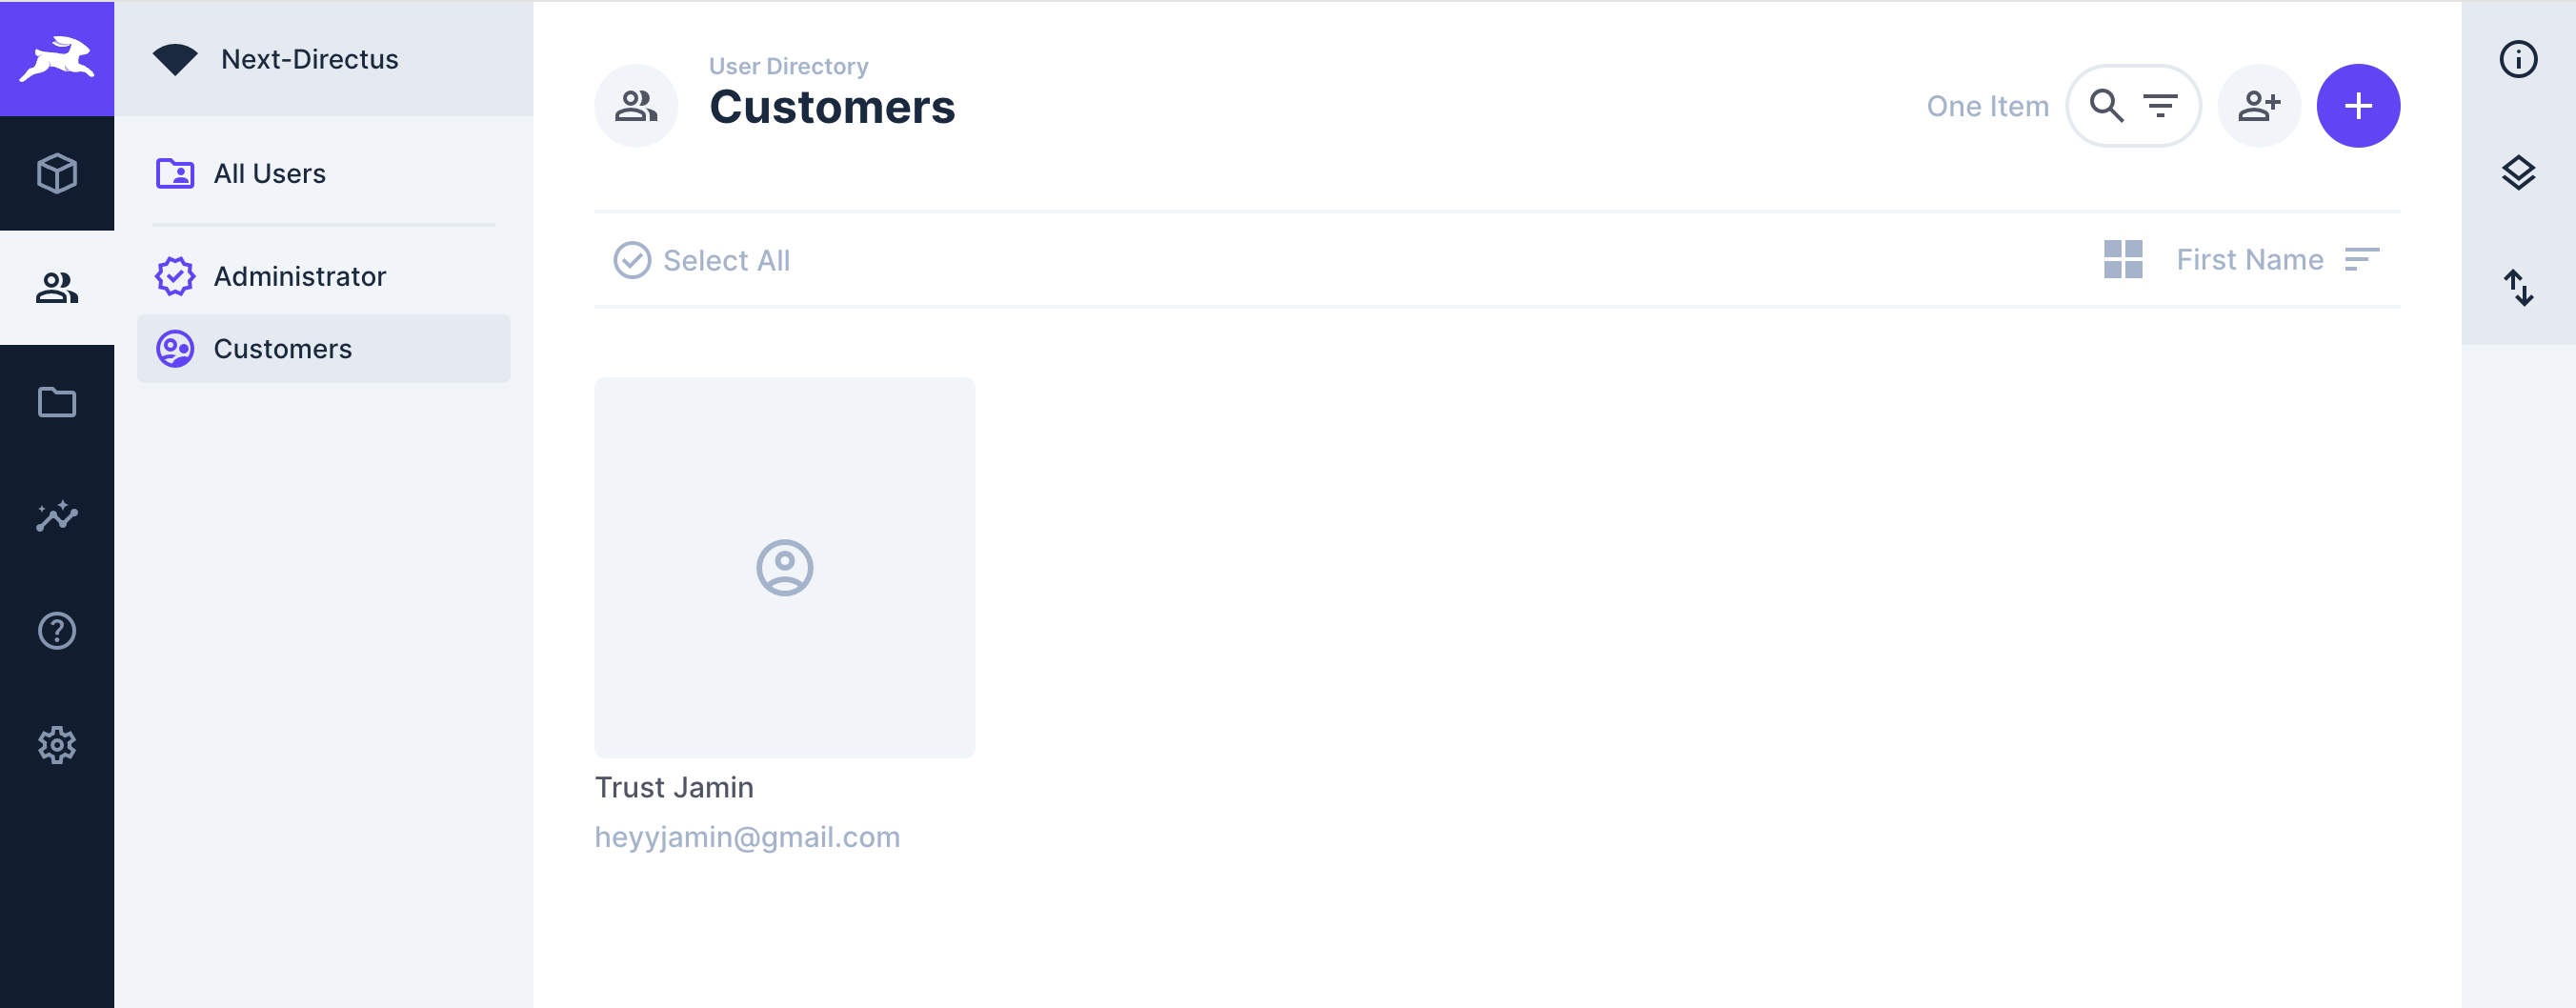 Next-Directus
All Users
Administrator
Customers
User Directory
Customers
One Item
Select All
First Name
Trust Jamin
heyyjamin@gmail.com